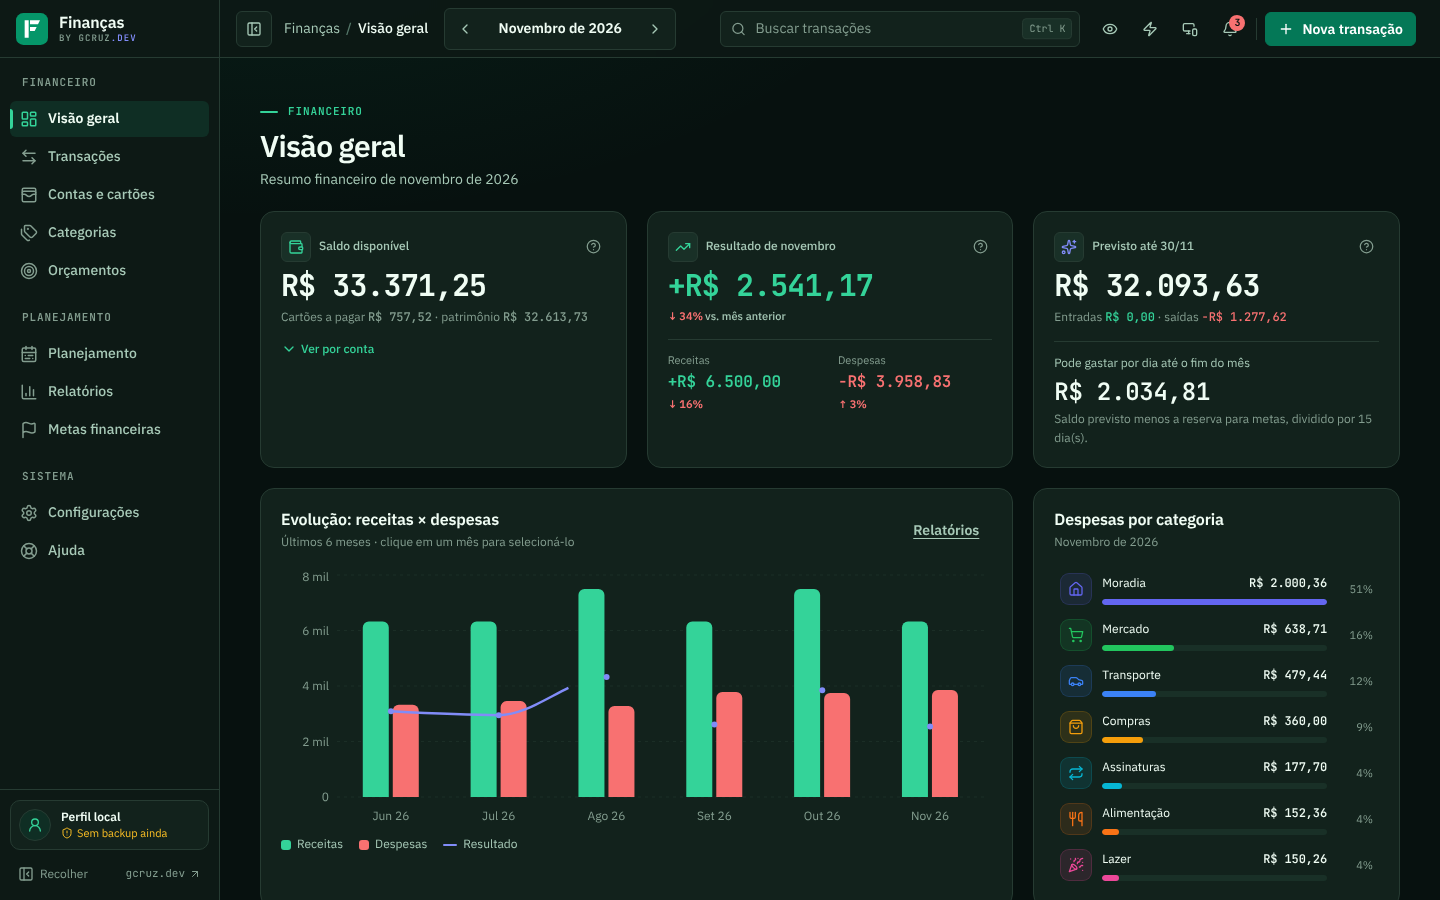 Finanças
BY GCRUZ.DEV
FINANCEIRO
Visão geral
Transações
Contas e cartões
Categorias
Orçamentos
PLANEJAMENTO
Planejamento
Relatórios
Metas financeiras
SISTEMA
Configurações
Ajuda
Perfil local
Sem backup ainda
Recolher
gcruz.dev
Finanças / Visão geral
Novembro de 2026
Buscar transações
Ctrl K
3
Nova transação
FINANCEIRO
Visão geral
Resumo financeiro de novembro de 2026
Saldo disponível
R$ 33.371,25
Cartões a pagar R$ 757,52 · patrimônio R$ 32.613,73
Ver por conta
Resultado de novembro
+R$ 2.541,17
↓ 34% vs. mês anterior
Receitas
+R$ 6.500,00
↓ 16%
Despesas
-R$ 3.958,83
↑ 3%
Previsto até 30/11
R$ 32.093,63
Entradas R$ 0,00 · saídas -R$ 1.277,62
Pode gastar por dia até o fim do mês
R$ 2.034,81
Saldo previsto menos a reserva para metas, dividido por 15
dia(s).
Evolução: receitas × despesas
Últimos 6 meses · clique em um mês para selecioná-lo
Relatórios
8 mil
6 mil
4 mil
2 mil
0
Jun 26
Jul 26
Ago 26
Set 26
Out 26
Nov 26
Receitas
Despesas
Resultado
Despesas por categoria
Novembro de 2026
Moradia R$ 2.000,36 51%
Mercado R$ 638,71 16%
Transporte R$ 479,44 12%
Compras R$ 360,00 9%
Assinaturas R$ 177,70 4%
Alimentação R$ 152,36 4%
Lazer R$ 150,26 4%